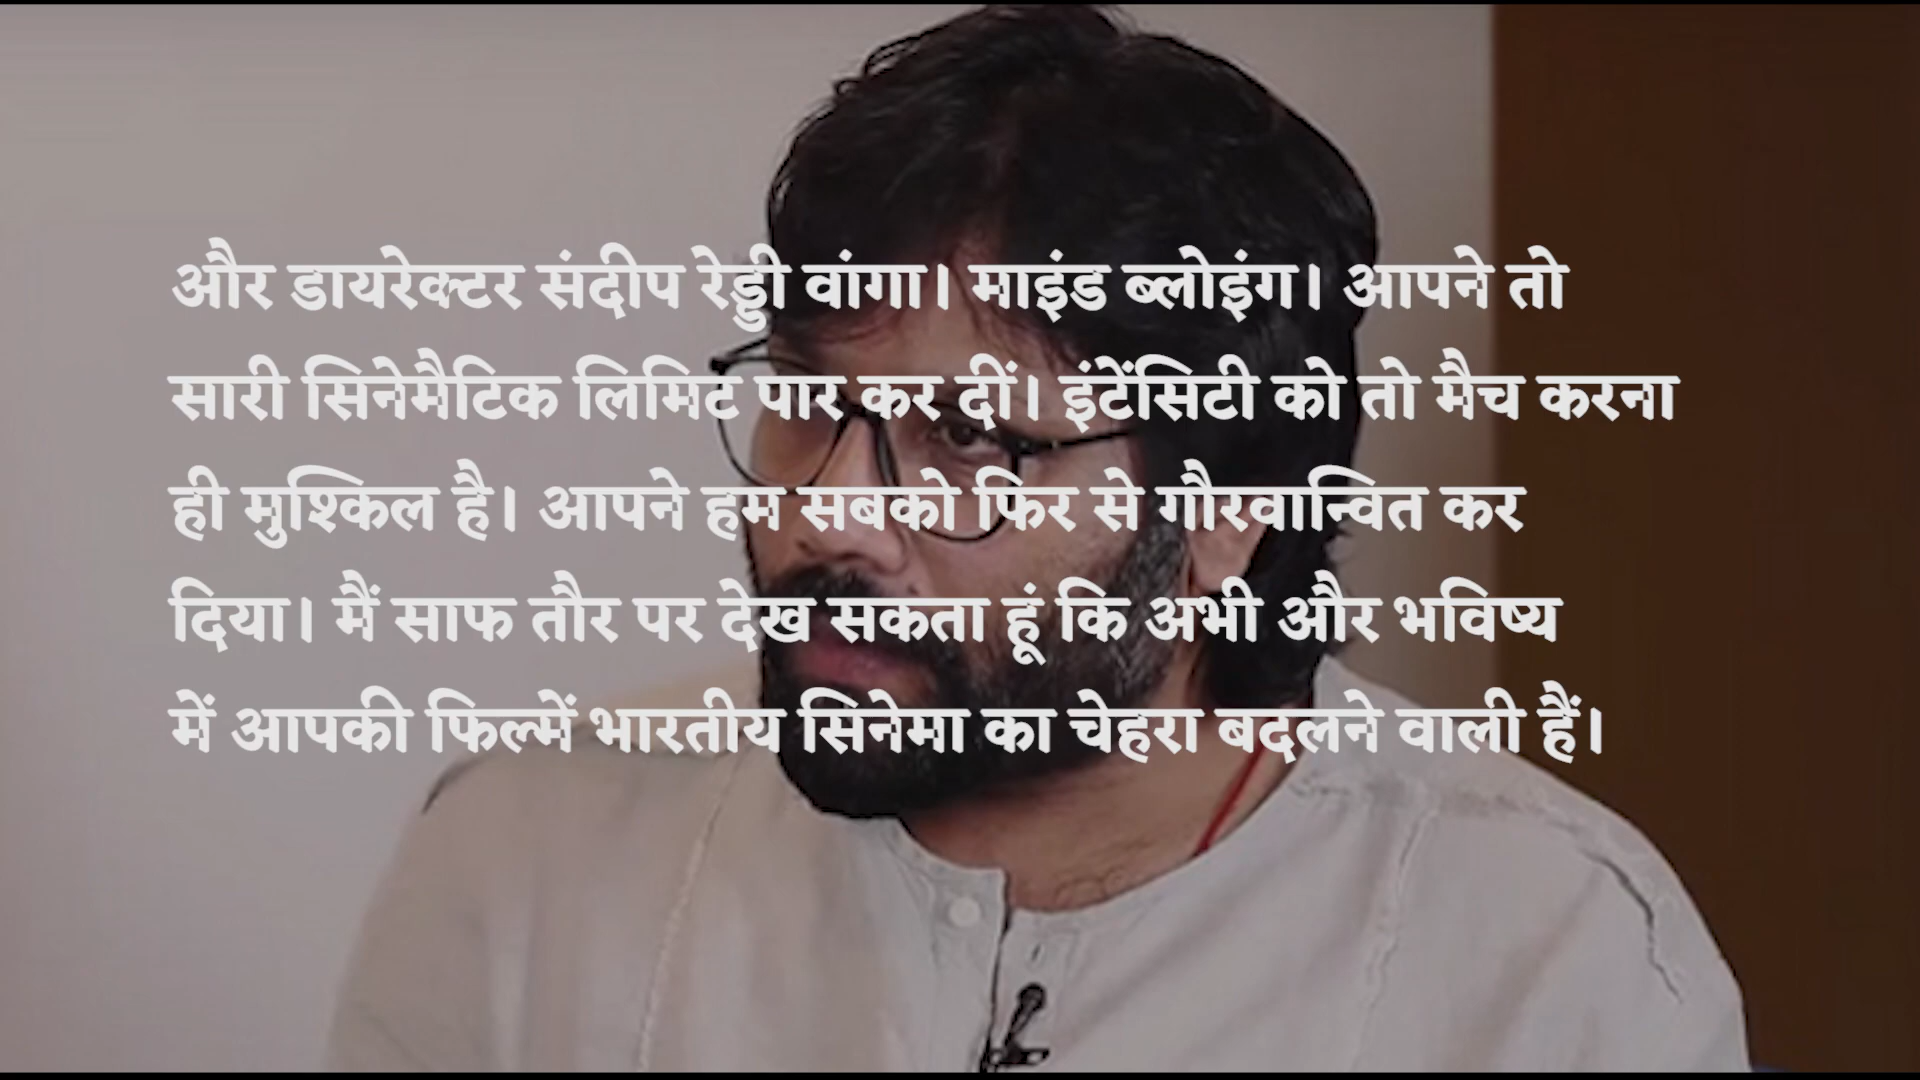 और डायरेक्टर संदीप रेड्डी वांगा। माइंड ब्लोइंग। आपने तो
सारी सिनेमैटिक लिमिट पार कर दीं। इंटेंसिटी को तो मैच करना
ही मुश्किल है। आपने हम सबको फिर से गौरवान्वित कर
दिया। मैं साफ तौर पर देख सकता हूं कि अभी और भविष्य
में आपकी फिल्में भारतीय सिनेमा का चेहरा बदलने वाली हैं।